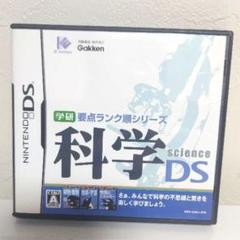 Gakken
NINTENDO DS
学研 要点ランク順シリーズ
科学
science
DS
A
さぁ、みんなで科学の不思議と驚きを
楽しく学びましょう。